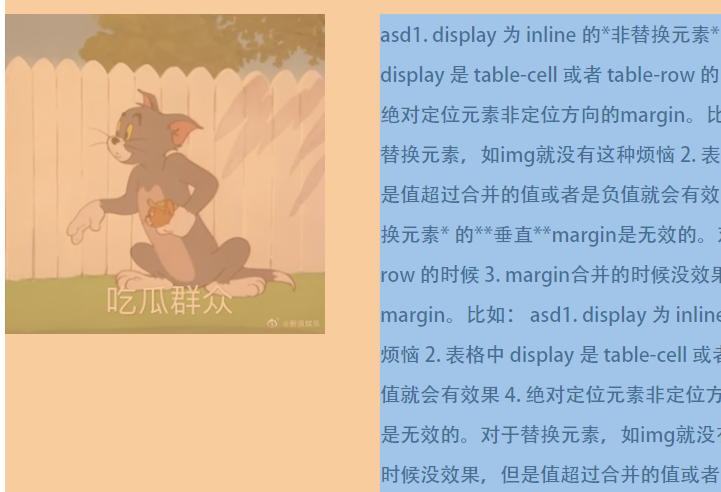 吃瓜群众
@新浪娱乐
asd1. display 为 inline 的*非替换元素*
display 是 table-cell 或者 table-row 的
绝对定位元素非定位方向的margin。比
替换元素，如img就没有这种烦恼 2. 表
是值超过合并的值或者是负值就会有效
换元素* 的**垂直**margin是无效的。对
row 的时候 3. margin合并的时候没效果
margin。比如： asd1. display 为 inline
烦恼 2. 表格中 display 是 table-cell 或者
值就会有效果 4. 绝对定位元素非定位方
是无效的。对于替换元素，如img就没有
时候没效果，但是值超过合并的值或者